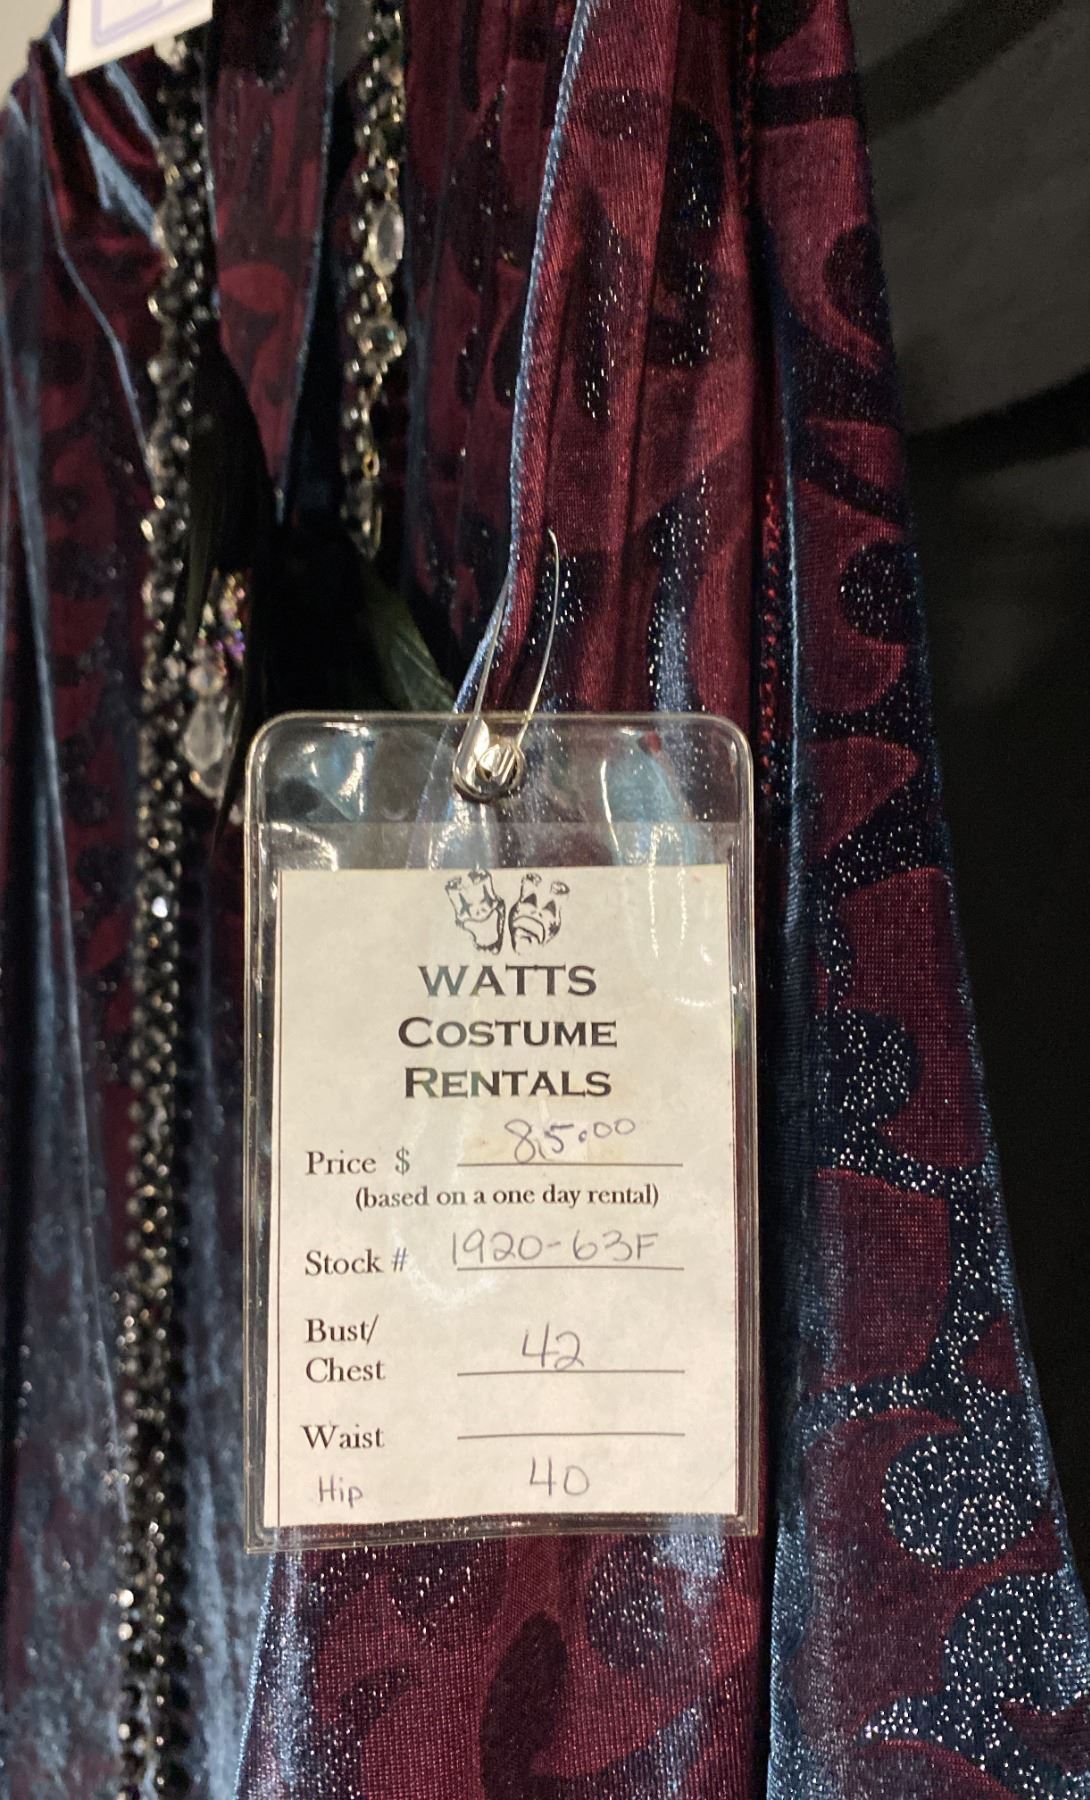 WATTS
COSTUME
RENTALS
Price $ 85.00
(based on a one day rental)
Stock # 1920-63F
Bust/
Chest 42
Waist
Hip 40